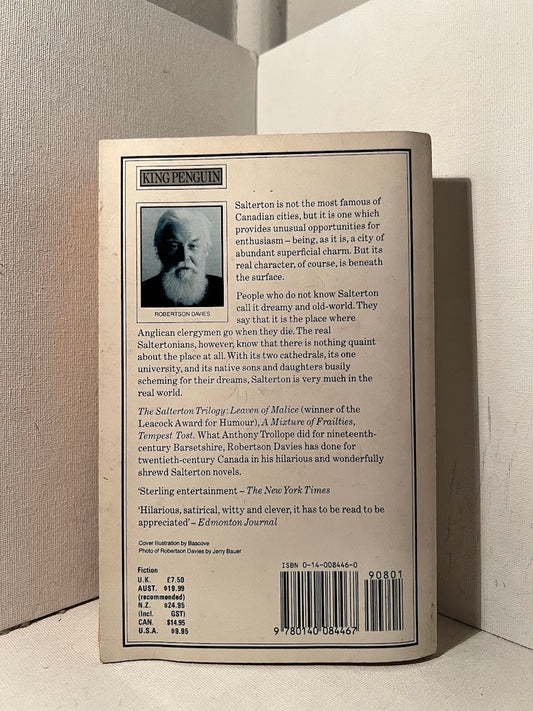 KING PENGUIN
ROBERTSON DAVIES
Salterton is not the most famous of
Canadian cities, but it is one which
provides unusual opportunities for
enthusiasm – being, as it is, a city of
abundant superficial charm. But its
real character, of course, is beneath
the surface.
People who do not know Salterton
call it dreamy and old-world. They
say that it is the place where
Anglican clergymen go when they die. The real
Saltertonians, however, know that there is nothing quaint
about the place at all. With its two cathedrals, its one
university, and its native sons and daughters busily
scheming for their dreams, Salterton is very much in the
real world.
The Salterton Trilogy: Leaven of Malice (winner of the
Leacock Award for Humour), A Mixture of Frailties,
Tempest Tost. What Anthony Trollope did for nineteenth-
century Barsetshire, Robertson Davies has done for
twentieth-century Canada in his hilarious and wonderfully
shrewd Salterton novels.
'Sterling entertainment – The New York Times
'Hilarious, satirical, witty and clever, it has to be read to be
appreciated' – Edmonton Journal
Cover illustration by Bascove
Photo of Robertson Davies by Jerry Bauer
Fiction
U.K. £7.50
AUST. $19.99
(recommended)
N.Z. $24.95
(Incl. GST)
CAN. $14.95
U.S.A. $9.95
ISBN 0-14-008446-0
90801
9 780140 084467